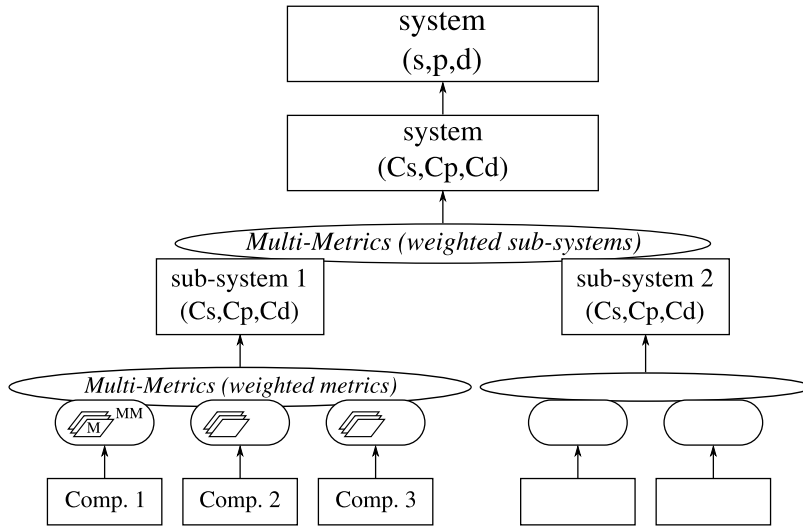 system
(s,p,d)
system
(Cs,Cp,Cd)
Multi-Metrics (weighted sub-systems)
sub-system 1
(Cs,Cp,Cd)
sub-system 2
(Cs,Cp,Cd)
Multi-Metrics (weighted metrics)
M
MM
Comp. 1
Comp. 2
Comp. 3